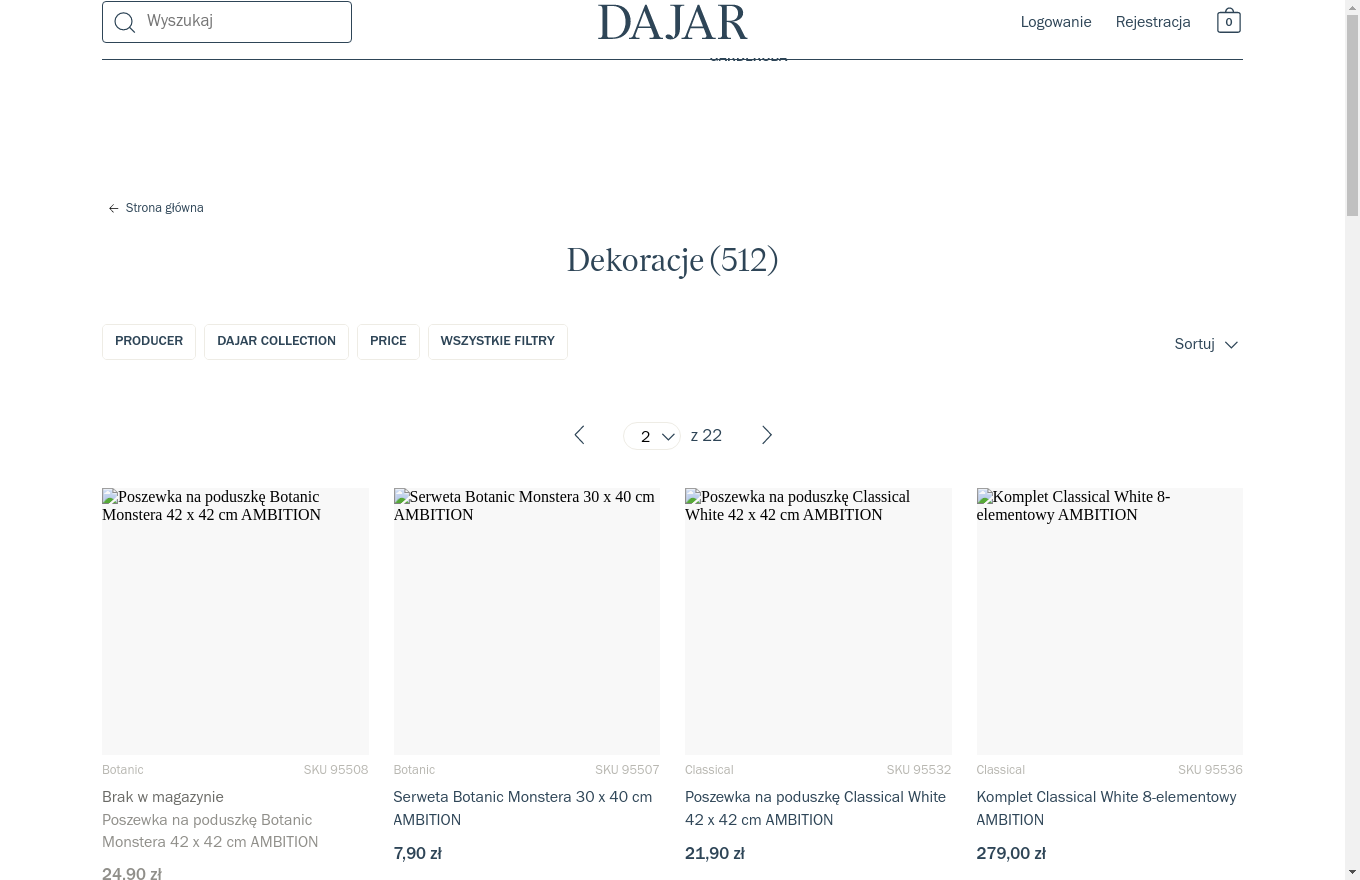 Wyszukaj
DAJAR
Logowanie
Rejestracja
0
GARDEROBA
Strona główna
Dekoracje (512)
PRODUCER
DAJAR COLLECTION
PRICE
WSZYSTKIE FILTRY
Sortuj
2 z 22
Poszewka na poduszkę Botanic
Monstera 42 x 42 cm AMBITION
Serweta Botanic Monstera 30 x 40 cm
AMBITION
Poszewka na poduszkę Classical
White 42 x 42 cm AMBITION
Komplet Classical White 8-
elementowy AMBITION
Botanic SKU 95508
Brak w magazynie
Poszewka na poduszkę Botanic
Monstera 42 x 42 cm AMBITION
24,90 zł
Botanic SKU 95507
Serweta Botanic Monstera 30 x 40 cm
AMBITION
7,90 zł
Classical SKU 95532
Poszewka na poduszkę Classical White
42 x 42 cm AMBITION
21,90 zł
Classical SKU 95536
Komplet Classical White 8-elementowy
AMBITION
279,00 zł